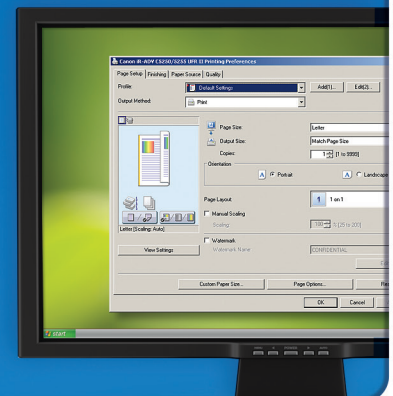 Canon iR-ADV C5250/5255 UFR II Printing Preferences
Page Setup Finishing Paper Source Quality
Profile: Default Settings Add(1)... Edit(2)...
Output Method: Print
Page Size: Letter
Output Size: Match Page Size
Copies: 1 [1 to 9999]
Orientation
A Portrait A Landscape
Page Layout: 1 1 on 1
Manual Scaling
Scaling: 100 % [25 to 200]
Letter [Scaling: Auto]
Watermark
View Settings Watermark Name: CONFIDENTIAL
Custom Paper Size... Page Options...
OK Cancel
start